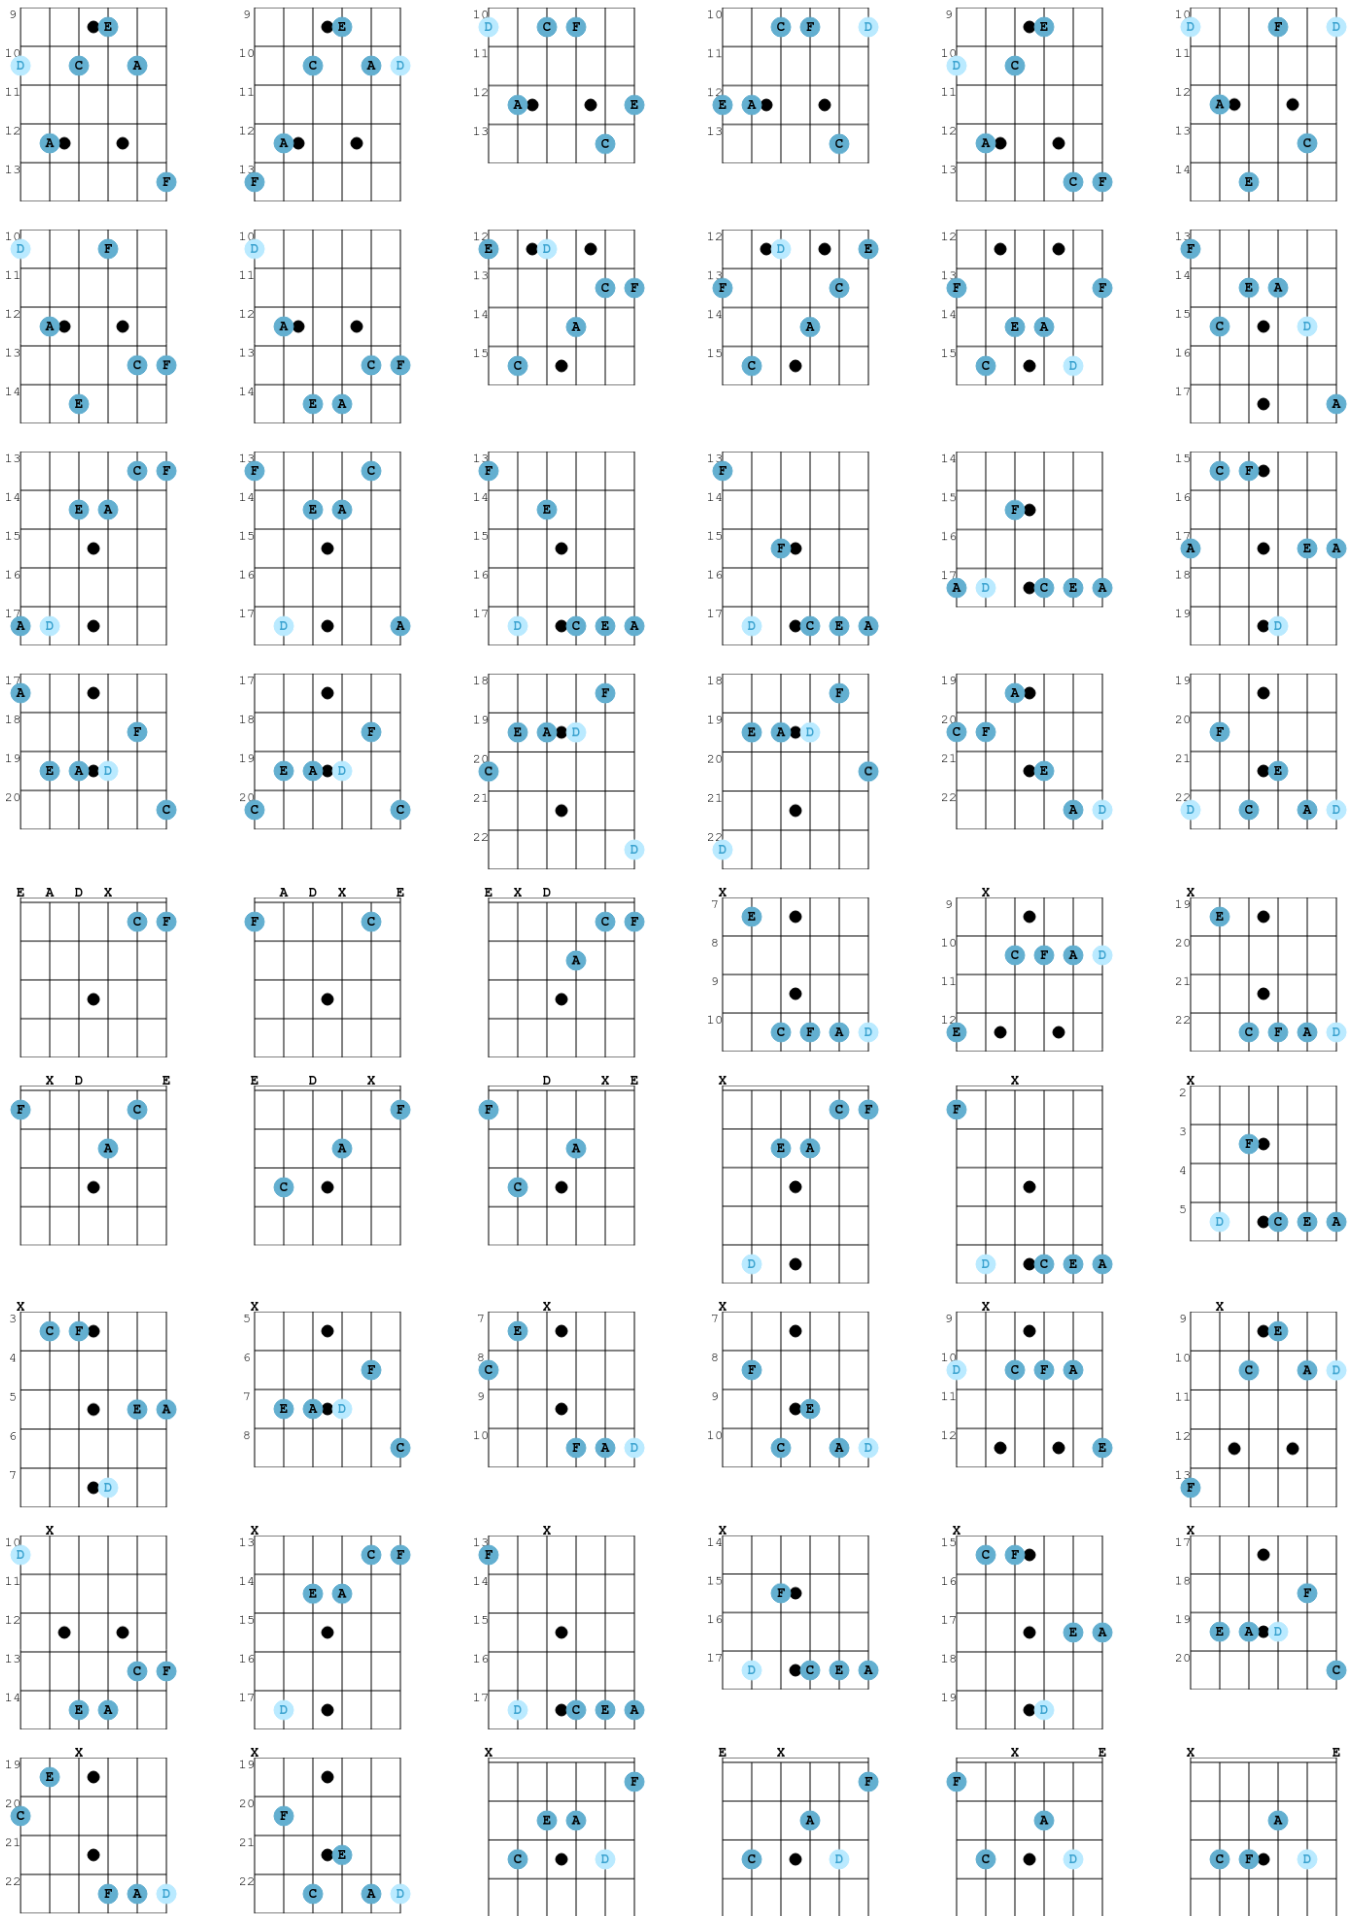 9 9 10 10 9 10
E E D C F C F D E D F D
10 10 11 11 10 11
D C A C A D D C
11 11 12 12 11 12
A E E A A
12 12 13 13 12 13
A A C C A C
13 13 13 14
F F C F E
10 10 12 12 12 13
D F D E D D E F
11 11 13 13 13 14
C F F C F F E A
12 12 14 14 14 15
A A A A E A C D
13 13 15 15 15 16
C F C F C C C D
14 14 17
E E A A
13 13 13 13 14 15
C F F C F F C F
14 14 14 14 15 16
E A E A E F
15 15 15 15 16 17
F A E A
16 16 16 16 17 18
A D C E A
17 17 17 17 19
A D D A D C E A D C E A D
17 17 18 18 19 19
A F F A
18 18 19 19 20 20
F F E A D E A D C F F
19 19 20 20 21 21
E A D E A D C C E E
20 20 21 21 22 22
C C C A D D C A D
22 22
D D
E A D X A D X E E X D X X X
7 9 19
C F F C C F E E
8 10 20
A C F A D
9 11 21
10 12 22
C F A D E C F A D
X D E E D X D X E X X X
2
F C F F C F F
3
A A A E A F
4
C C
5
D C E A
D D C E A
X X X X X X
3 5 7 7 9 9
C F E E
4 6 8 8 10 10
F C F D C F A C A D
5 7 9 9 11 11
E A E A D E
6 8 10 10 12 12
C F A D C A D E
7 13
D F
X X X X X X
10 13 13 14 15 17
D C F F C F
11 14 14 15 16 18
E A F F
12 15 15 16 17 19
E A E A D
13 16 16 17 18 20
C F D C E A C
14 17 17 19
E A D D C E A D
X X X E X X E X E
19 19
E F F F
20 20
C F E A A A A
21 21
E C D C D C D C F D
22 22
F A D C A D